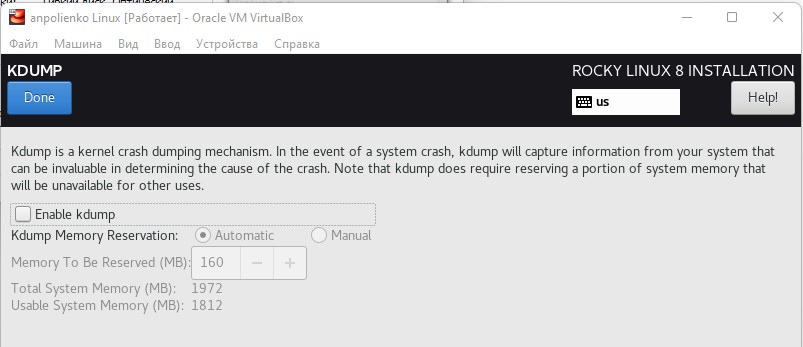 anpolienko Linux [Работает] - Oracle VM VirtualBox
Файл Машина Вид Ввод Устройства Справка
KDUMP
ROCKY LINUX 8 INSTALLATION
Done
us
Help!
Kdump is a kernel crash dumping mechanism. In the event of a system crash, kdump will capture information from your system that
can be invaluable in determining the cause of the crash. Note that kdump does require reserving a portion of system memory that
will be unavailable for other uses.
Enable kdump
Kdump Memory Reservation: Automatic Manual
Memory To Be Reserved (MB): 160 − +
Total System Memory (MB): 1972
Usable System Memory (MB): 1812